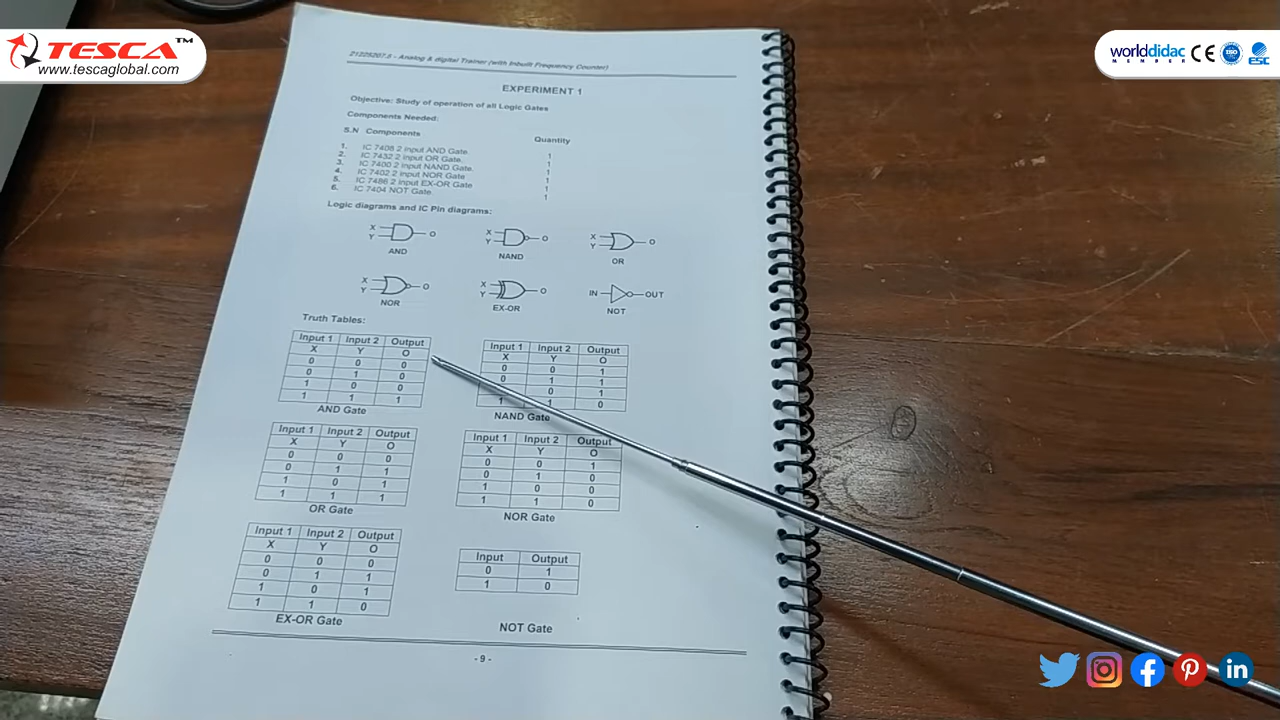 TESCA™
www.tescaglobal.com
worlddidac
MEMBER
CE
ISO
ESC
21225207.5 - Analog & digital Trainer (with Inbuilt Frequency Counter)
EXPERIMENT 1
Objective: Study of operation of all Logic Gates
Components Needed:
S.N Components Quantity
1. IC 7408 2 input AND Gate. 1
2. IC 7432 2 input OR Gate. 1
3. IC 7400 2 input NAND Gate. 1
4. IC 7402 2 input NOR Gate 1
5. IC 7486 2 input EX-OR Gate 1
6. IC 7404 NOT Gate 1
Logic diagrams and IC Pin diagrams:
X Y O
AND
X Y O
NAND
X Y O
OR
X Y O
NOR
X Y O
EX-OR
IN OUT
NOT
Truth Tables:
Input 1 Input 2 Output
X Y O
0 0 0
0 1 0
1 0 0
1 1 1
AND Gate
Input 1 Input 2 Output
X Y O
0 0 1
0 1 1
0 1
1 1 0
NAND Gate
Input 1 Input 2 Output
X Y O
0 0 0
0 1 1
1 0 1
1 1 1
OR Gate
Input 1 Input 2 Output
X Y O
0 0 1
0 1 0
1 0 0
1 1 0
NOR Gate
Input 1 Input 2 Output
X Y O
0 0 0
0 1 1
1 0 1
1 1 0
EX-OR Gate
Input Output
0 1
1 0
NOT Gate
- 9 -